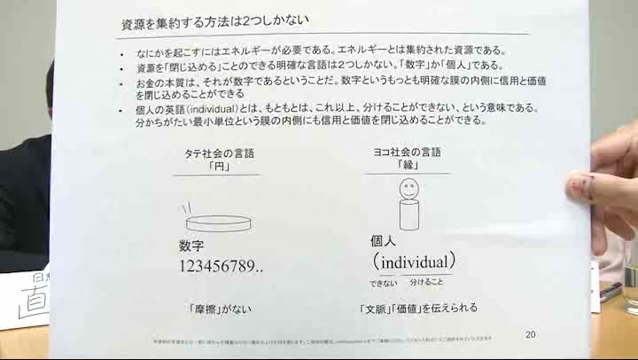 資源を集約する方法は2つしかない
• なにかを起こすにはエネルギーが必要である。エネルギーとは集約された資源である。
• 資源を「閉じ込める」ことのできる明確な言語は2つしかない。「数字」か「個人」である。
• お金の本質は、それが数字であるということだ。数字というもっとも明確な膜の内側に信用と価値
を閉じ込めることができる
• 個人の英語(individual)とは、もともとは、これ以上、分けることができない、という意味である。
分かちがたい最小単位という膜の内側にも信用と価値を閉じ込めることができる。
タテ社会の言語
「円」
数字
123456789..
「摩擦」がない
ヨコ社会の言語
「縁」
個人
(individual)
できない 分けること
「文脈」「価値」を伝えられる
20
直